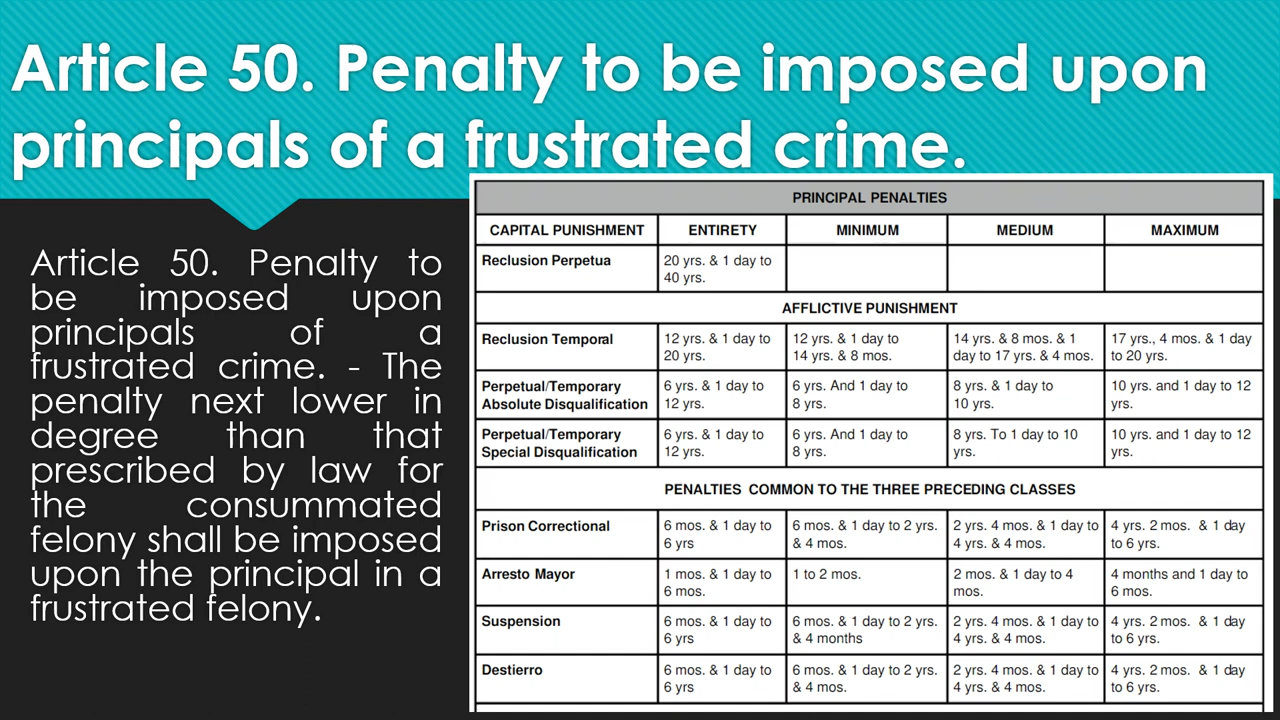 Article 50. Penalty to be imposed upon
principals of a frustrated crime.
Article 50. Penalty to
be imposed upon
principals of a
frustrated crime. - The
penalty next lower in
degree than that
prescribed by law for
the consummated
felony shall be imposed
upon the principal in a
frustrated felony.
PRINCIPAL PENALTIES
CAPITAL PUNISHMENT ENTIRETY MINIMUM MEDIUM MAXIMUM
Reclusion Perpetua 20 yrs. & 1 day to
40 yrs.
AFFLICTIVE PUNISHMENT
Reclusion Temporal 12 yrs. & 1 day to 12 yrs. & 1 day to 14 yrs. & 8 mos. & 1 17 yrs., 4 mos. & 1 day
20 yrs. 14 yrs. & 8 mos. day to 17 yrs. & 4 mos. to 20 yrs.
Perpetual/Temporary 6 yrs. & 1 day to 6 yrs. And 1 day to 8 yrs. & 1 day to 10 yrs. and 1 day to 12
Absolute Disqualification 12 yrs. 8 yrs. 10 yrs. yrs.
Perpetual/Temporary 6 yrs. & 1 day to 6 yrs. And 1 day to 8 yrs. To 1 day to 10 10 yrs. and 1 day to 12
Special Disqualification 12 yrs. 8 yrs. yrs. yrs.
PENALTIES COMMON TO THE THREE PRECEDING CLASSES
Prison Correctional 6 mos. & 1 day to 6 mos. & 1 day to 2 yrs. 2 yrs. 4 mos. & 1 day to 4 yrs. 2 mos. & 1 day
6 yrs & 4 mos. 4 yrs. & 4 mos. to 6 yrs.
Arresto Mayor 1 mos. & 1 day to 1 to 2 mos. 2 mos. & 1 day to 4 4 months and 1 day to
6 mos. mos. 6 mos.
Suspension 6 mos. & 1 day to 6 mos. & 1 day to 2 yrs. 2 yrs. 4 mos. & 1 day to 4 yrs. 2 mos. & 1 day
6 yrs & 4 months 4 yrs. & 4 mos. to 6 yrs.
Destierro 6 mos. & 1 day to 6 mos. & 1 day to 2 yrs. 2 yrs. 4 mos. & 1 day to 4 yrs. 2 mos. & 1 day
6 yrs & 4 mos. 4 yrs. & 4 mos. to 6 yrs.